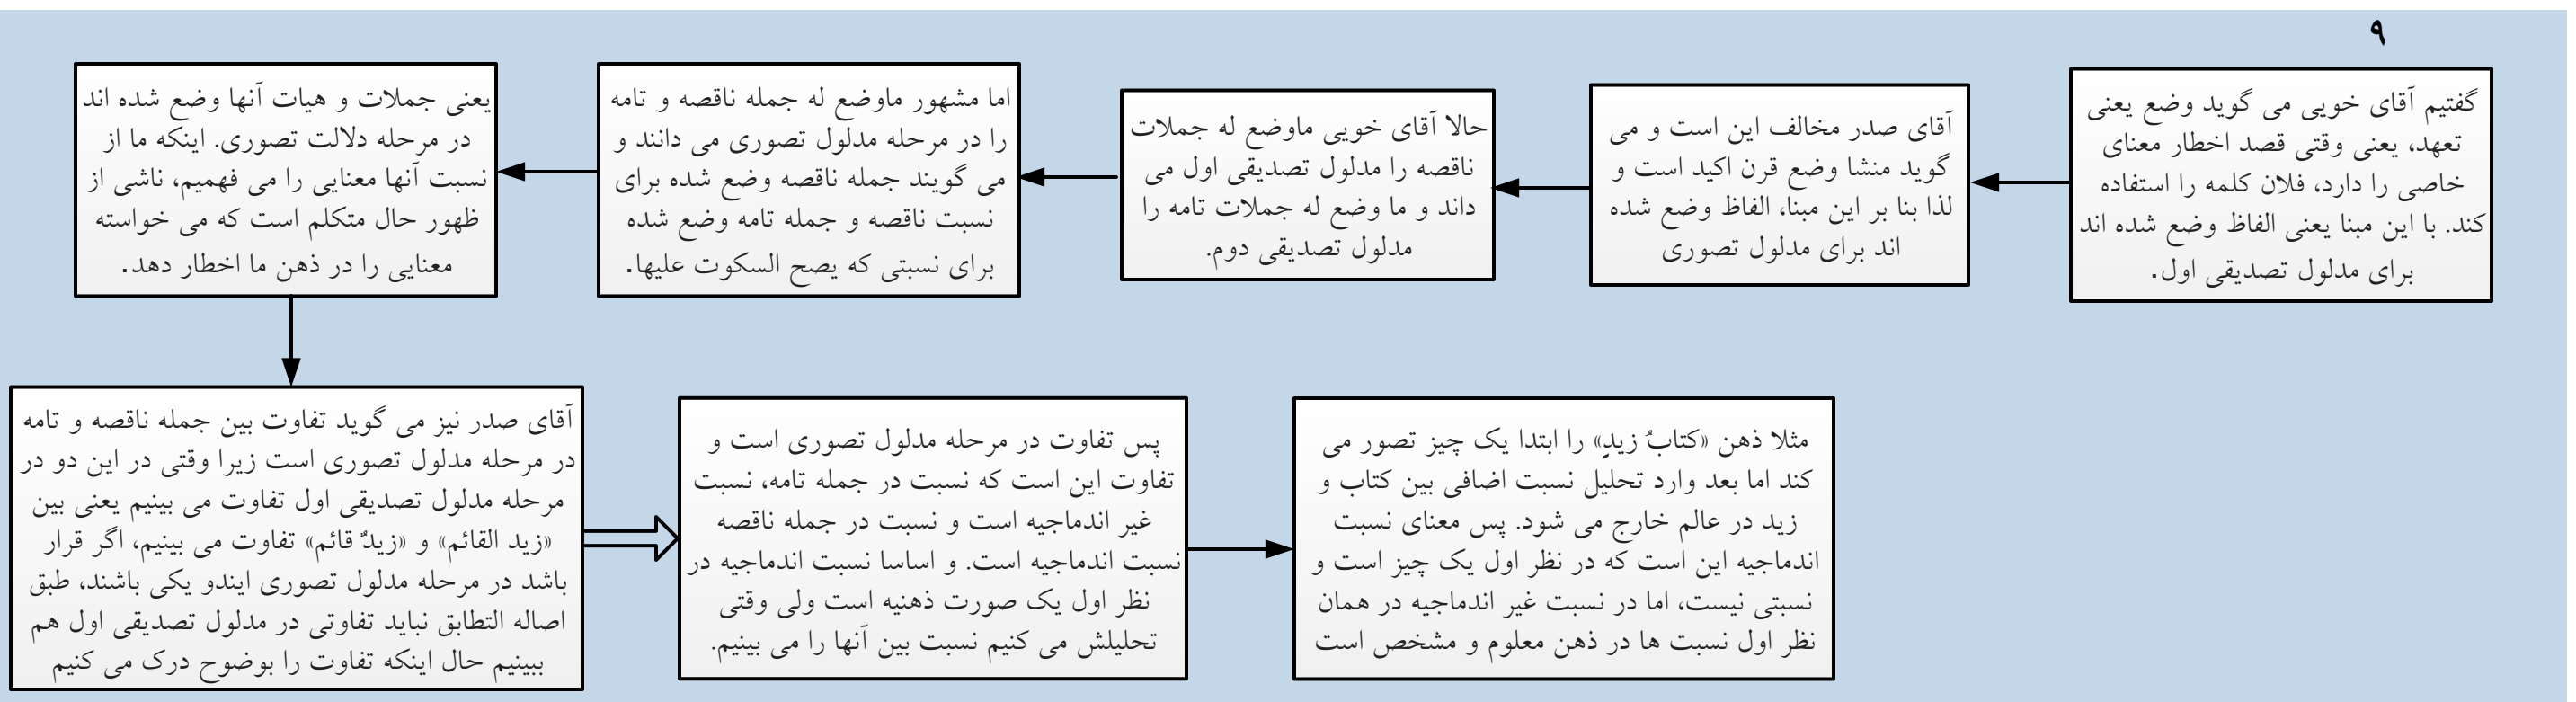 ۹
گفتیم آقای خویی می گوید وضع یعنی
تعهد، یعنی وقتی قصد اخطار معنای
خاصی را دارد، فلان کلمه را استفاده
کند. با این مبنا یعنی الفاظ وضع شده اند
برای مدلول تصدیقی اول.
آقای صدر مخالف این است و می
گوید منشا وضع قرن اکید است و
لذا بنا بر این مبنا، الفاظ وضع شده
اند برای مدلول تصوری
حالا آقای خویی ماوضع له جملات
ناقصه را مدلول تصدیقی اول می
داند و ما وضع له جملات تامه را
مدلول تصدیقی دوم.
اما مشهور ماوضع له جمله ناقصه و تامه
را در مرحله مدلول تصوری می دانند و
می گویند جمله ناقصه وضع شده برای
نسبت ناقصه و جمله تامه وضع شده
برای نسبتی که یصح السکوت علیها.
یعنی جملات و هیات آنها وضع شده اند
در مرحله دلالت تصوری. اینکه ما از
نسبت آنها معنایی را می فهمیم، ناشی از
ظهور حال متکلم است که می خواسته
معنایی را در ذهن ما اخطار دهد.
آقای صدر نیز می گوید تفاوت بین جمله ناقصه و تامه
در مرحله مدلول تصوری است زیرا وقتی در این دو در
مرحله مدلول تصدیقی اول تفاوت می بینیم یعنی بین
«زید القائم» و «زیدٌ قائم» تفاوت می بینیم، اگر قرار
باشد در مرحله مدلول تصوری ایندو یکی باشند، طبق
اصاله التطابق نباید تفاوتی در مدلول تصدیقی اول هم
ببینیم حال اینکه تفاوت را بوضوح درک می کنیم
پس تفاوت در مرحله مدلول تصوری است و
تفاوت این است که نسبت در جمله تامه، نسبت
غیر اندماجیه است و نسبت در جمله ناقصه
نسبت اندماجیه است. و اساسا نسبت اندماجیه در
نظر اول یک صورت ذهنیه است ولی وقتی
تحلیلش می کنیم نسبت بین آنها را می بینیم.
مثلا ذهن «کتابُ زیدٍ» را ابتدا یک چیز تصور می
کند اما بعد وارد تحلیل نسبت اضافی بین کتاب و
زید در عالم خارج می شود. پس معنای نسبت
اندماجیه این است که در نظر اول یک چیز است و
نسبتی نیست، اما در نسبت غیر اندماجیه در همان
نظر اول نسبت ها در ذهن معلوم و مشخص است